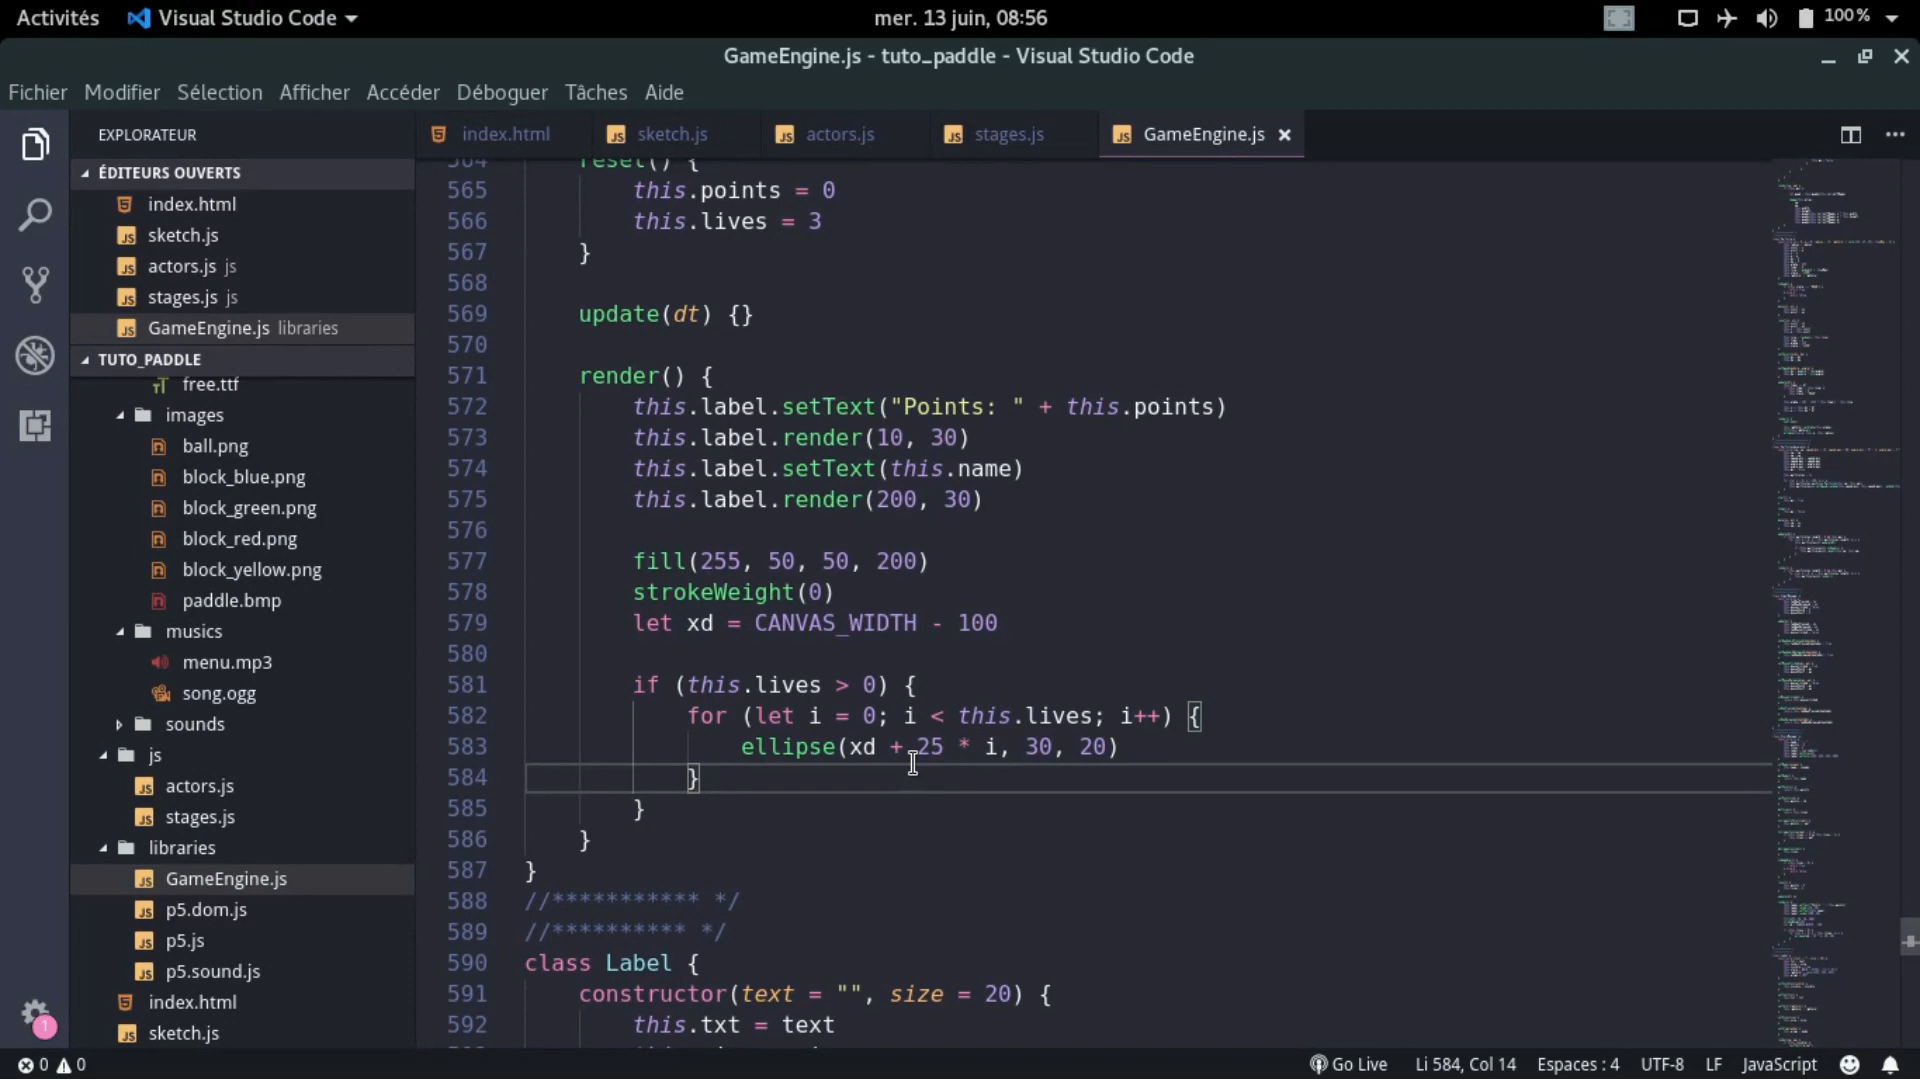 Activités Visual Studio Code mer. 13 juin, 08:56 100%
GameEngine.js - tuto_paddle - Visual Studio Code
Fichier Modifier Sélection Afficher Accéder Déboguer Tâches Aide
EXPLORATEUR
ÉDITEURS OUVERTS
index.html
sketch.js
actors.js js
stages.js js
GameEngine.js libraries
TUTO_PADDLE
free.ttf
images
ball.png
block_blue.png
block_green.png
block_red.png
block_yellow.png
paddle.bmp
musics
menu.mp3
song.ogg
sounds
js
actors.js
stages.js
libraries
GameEngine.js
p5.dom.js
p5.js
p5.sound.js
index.html
sketch.js
1
index.html sketch.js actors.js stages.js GameEngine.js
564 reset() {
565 this.points = 0
566 this.lives = 3
567 }
568
569 update(dt) {}
570
571 render() {
572 this.label.setText("Points: " + this.points)
573 this.label.render(10, 30)
574 this.label.setText(this.name)
575 this.label.render(200, 30)
576
577 fill(255, 50, 50, 200)
578 strokeWeight(0)
579 let xd = CANVAS_WIDTH - 100
580
581 if (this.lives > 0) {
582 for (let i = 0; i < this.lives; i++) {
583 ellipse(xd + 25 * i, 30, 20)
584 }
585 }
586 }
587 }
588 //*********** */
589 //********** */
590 class Label {
591 constructor(text = "", size = 20) {
592 this.txt = text
0 0 Go Live Li 584, Col 14 Espaces : 4 UTF-8 LF JavaScript